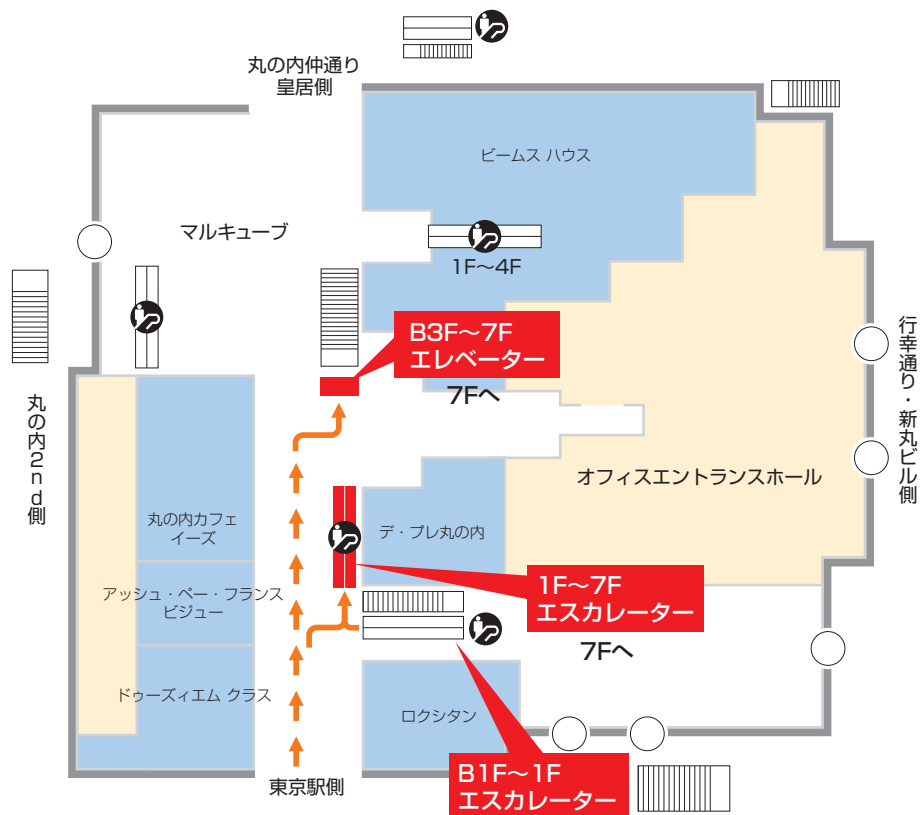 丸の内仲通り
皇居側
ビームス ハウス
マルキューブ
1F～4F
B3F～7F
エレベーター
7Fへ
行幸通り・新丸ビル側
丸の内2nd側
オフィスエントランスホール
丸の内カフェ
イーズ
デ・プレ丸の内
アッシュ・ペー・フランス
ビジュー
1F～7F
エスカレーター
7Fへ
ドゥーズィエム クラス
ロクシタン
B1F～1F
エスカレーター
東京駅側